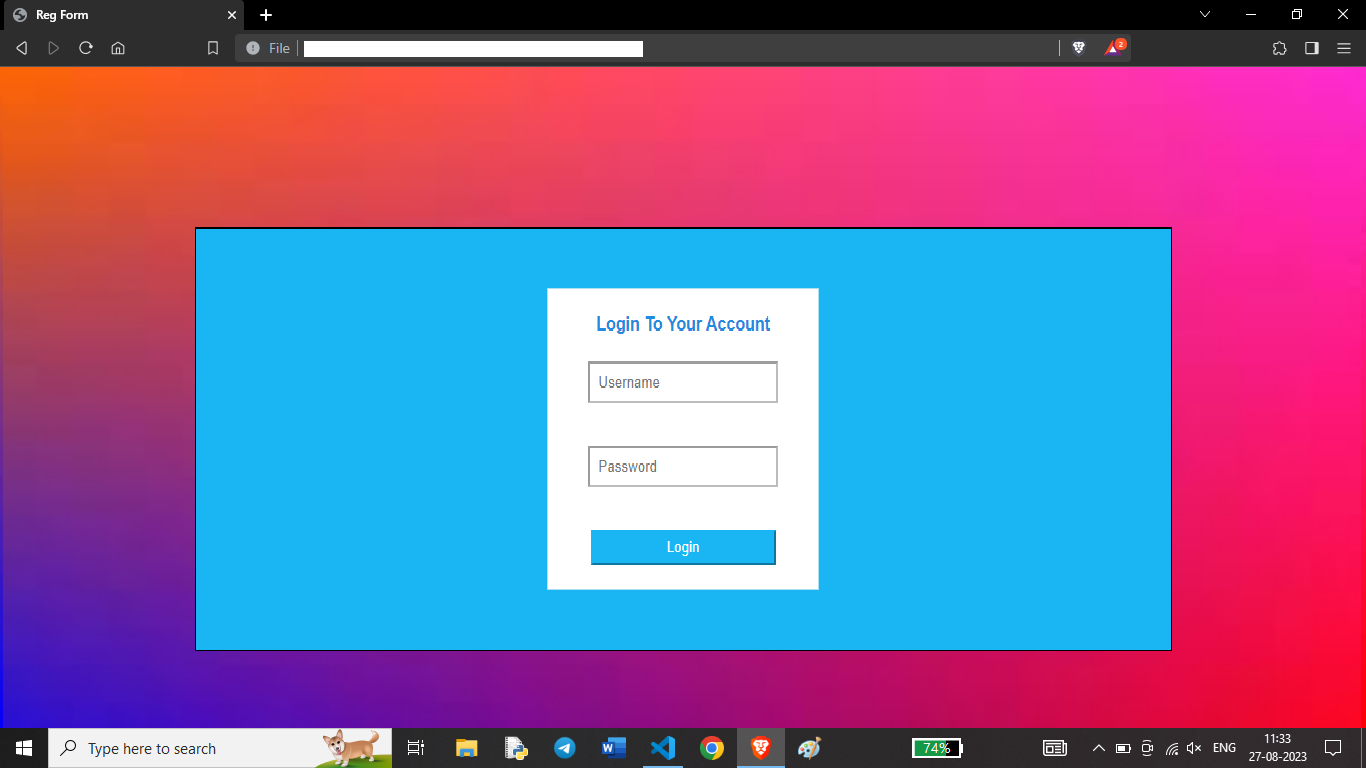 Reg Form
File
2
Login To Your Account
Username
Password
Login
Type here to search
74%
ENG
11:33
27-08-2023